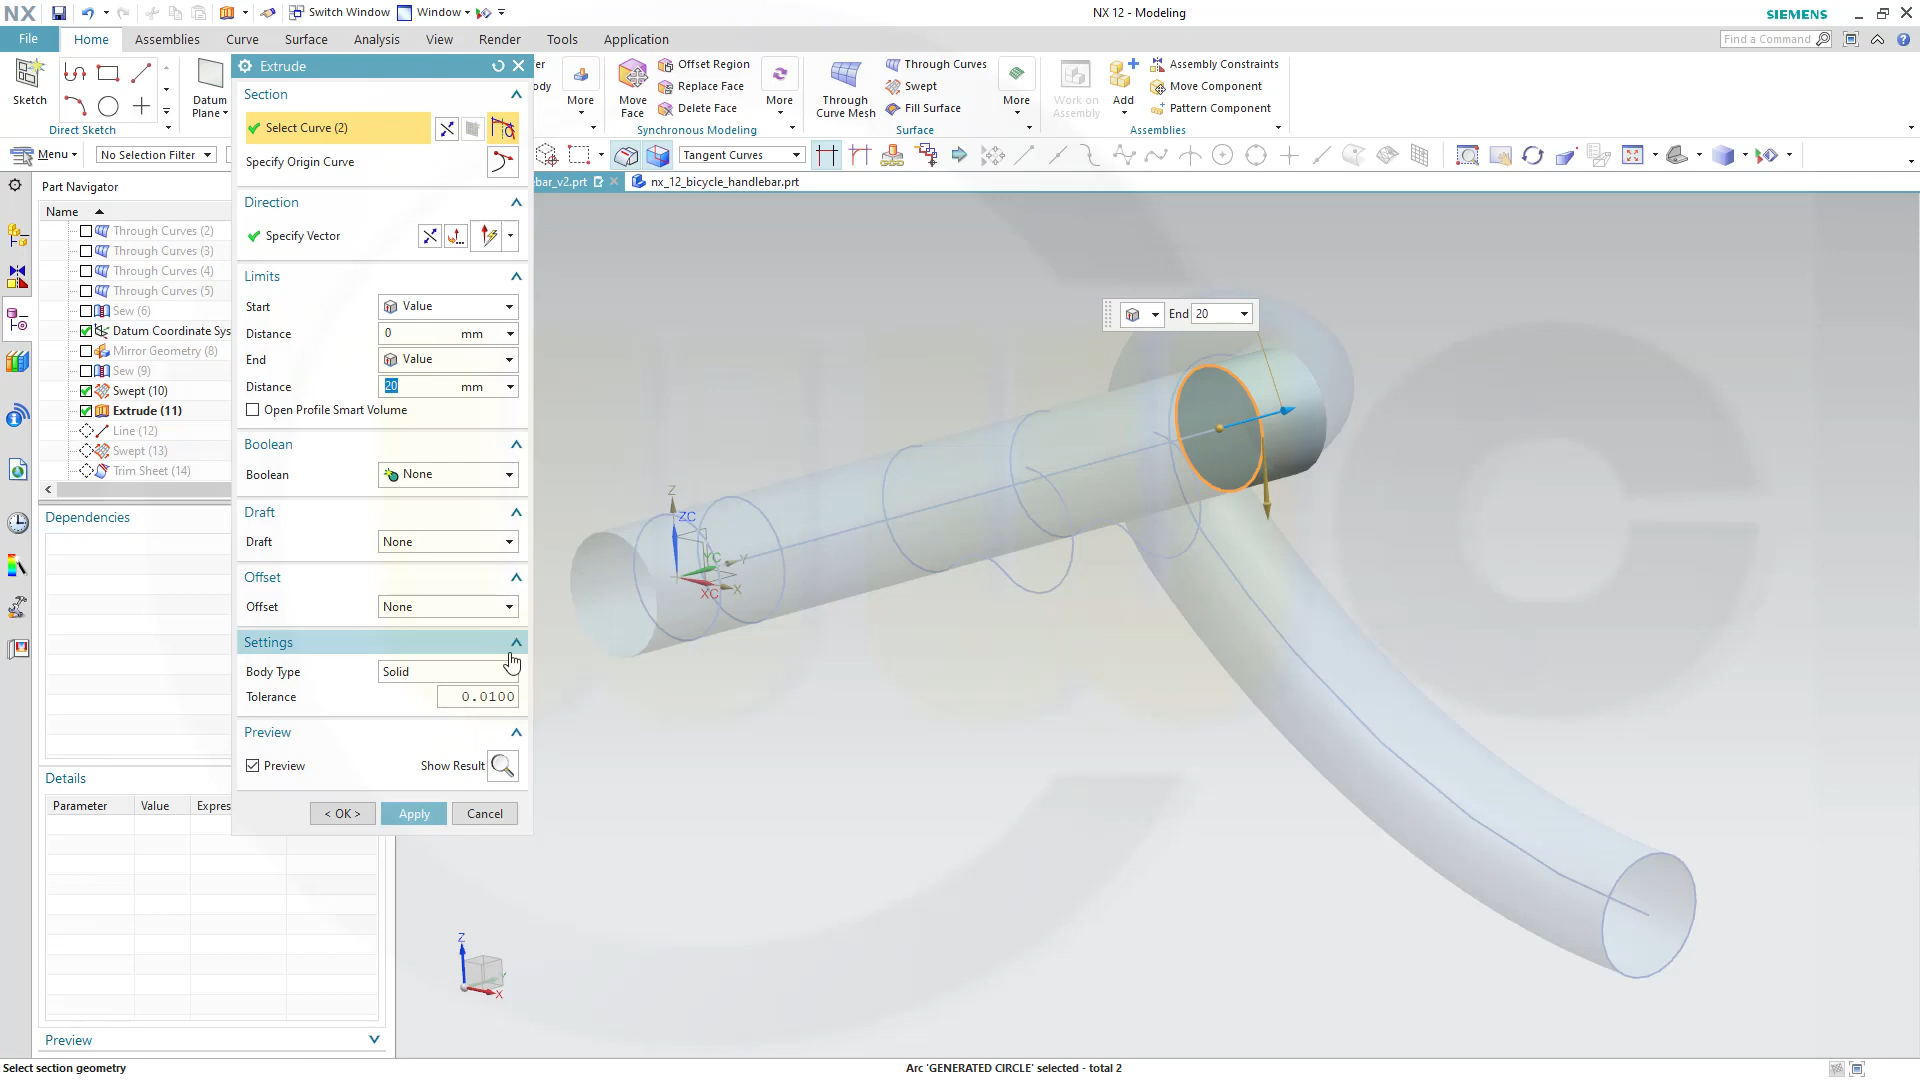 NX
Switch Window
Window
NX 12 - Modeling
SIEMENS
File
Home
Assemblies
Curve
Surface
Analysis
View
Render
Tools
Application
Find a Command
Sketch
Direct Sketch
Datum
Plane
More
Move
Face
Offset Region
Replace Face
Delete Face
More
Synchronous Modeling
Through
Curve Mesh
Through Curves
Swept
Fill Surface
More
Surface
Work on
Assembly
Add
Assembly Constraints
Move Component
Pattern Component
Assemblies
Menu
No Selection Filter
Tangent Curves
bar_v2.prt
nx_12_bicycle_handlebar.prt
Part Navigator
Name
Through Curves (2)
Through Curves (3)
Through Curves (4)
Through Curves (5)
Sew (6)
Datum Coordinate Sys
Mirror Geometry (8)
Sew (9)
Swept (10)
Extrude (11)
Line (12)
Swept (13)
Trim Sheet (14)
Dependencies
Details
Parameter
Value
Expres
Preview
Extrude
Section
Select Curve (2)
Specify Origin Curve
Direction
Specify Vector
Limits
Start
Value
Distance
0
mm
End
Value
Distance
20
mm
Open Profile Smart Volume
Boolean
Boolean
None
Draft
Draft
None
Offset
Offset
None
Settings
Body Type
Solid
Tolerance
0.0100
Preview
Preview
Show Result
< OK >
Apply
Cancel
End
20
Z
ZC
YC
Y
XC
X
Z
Y
X
Select section geometry
Arc 'GENERATED CIRCLE' selected - total 2